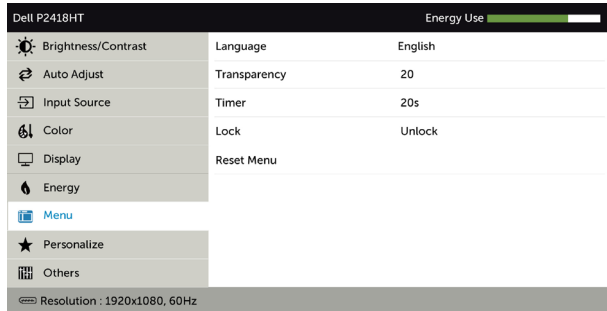 Dell P2418HT Energy Use
Brightness/Contrast
Auto Adjust
Input Source
Color
Display
Energy
Menu
Personalize
Others
Language English
Transparency 20
Timer 20s
Lock Unlock
Reset Menu
Resolution : 1920x1080, 60Hz